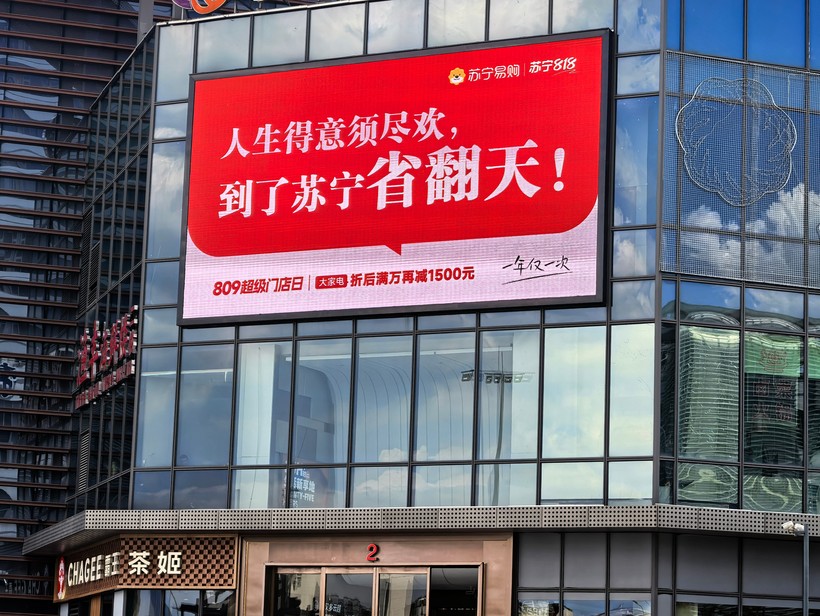 苏宁易购 | 苏宁818
人生得意须尽欢，
到了苏宁省翻天！
809超级门店日 | 大家电 折后满万再减1500元
一年仅一次
2
CHAGEE 霸王茶姬